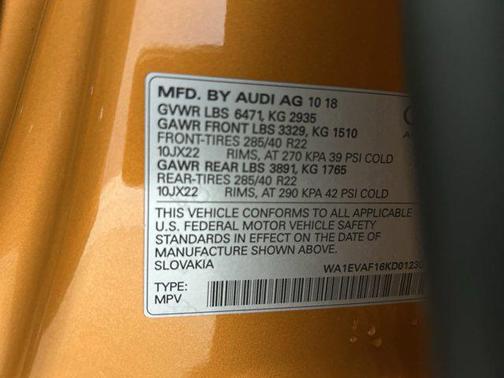 MFD. BY AUDI AG 10 18
GVWR LBS 6471, KG 2935
GAWR FRONT LBS 3329, KG 1510
FRONT-TIRES 285/40 R22
10JX22 RIMS, AT 270 KPA 39 PSI COLD
GAWR REAR LBS 3891, KG 1765
REAR-TIRES 285/40 R22
10JX22 RIMS, AT 290 KPA 42 PSI COLD
THIS VEHICLE CONFORMS TO ALL APPLICABLE
U.S. FEDERAL MOTOR VEHICLE SAFETY
STANDARDS IN EFFECT ON THE DATE OF
MANUFACTURE SHOWN ABOVE.
SLOVAKIA
TYPE:
MPV